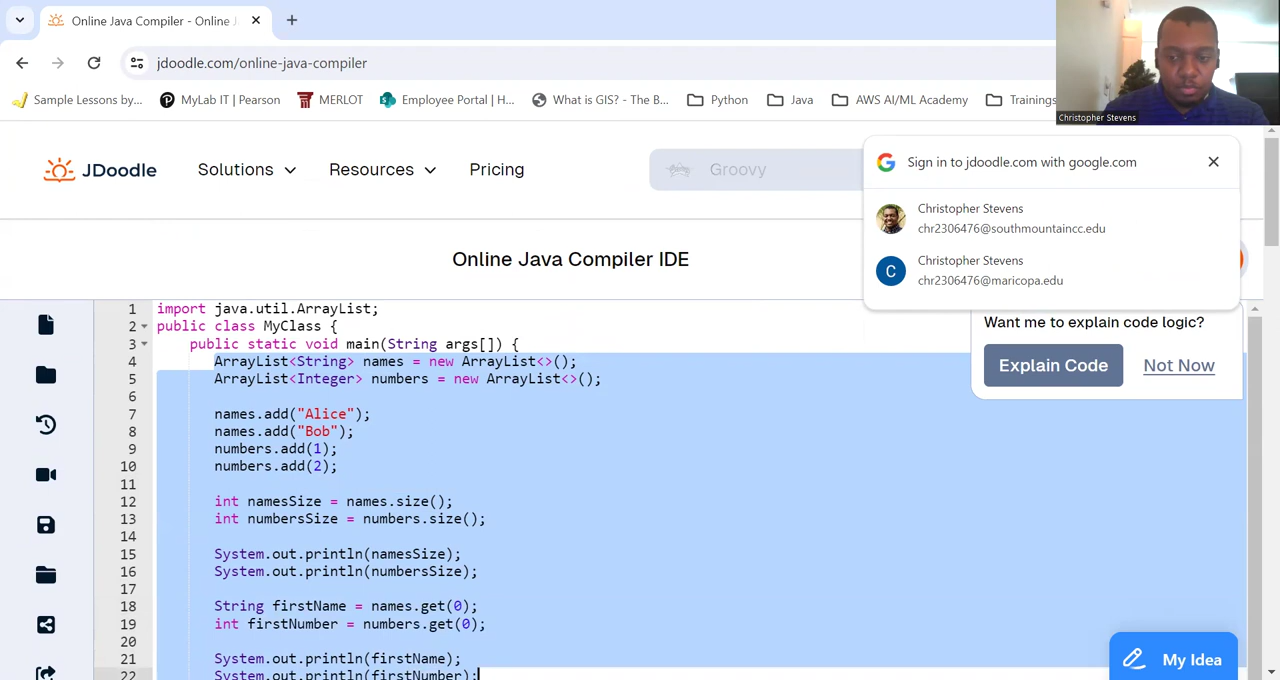 Online Java Compiler - Online J
jdoodle.com/online-java-compiler
Sample Lessons by...
MyLab IT | Pearson
MERLOT
Employee Portal | H...
What is GIS? - The B...
Python
Java
AWS AI/ML Academy
Trainings
Christopher Stevens
JDoodle
Solutions
Resources
Pricing
Groovy
Sign in to jdoodle.com with google.com
Christopher Stevens
chr2306476@southmountaincc.edu
C
Christopher Stevens
chr2306476@maricopa.edu
Online Java Compiler IDE
Want me to explain code logic?
Explain Code
Not Now
1 import java.util.ArrayList;
2 public class MyClass {
3 public static void main(String args[]) {
4 ArrayList<String> names = new ArrayList<>();
5 ArrayList<Integer> numbers = new ArrayList<>();
6
7 names.add("Alice");
8 names.add("Bob");
9 numbers.add(1);
10 numbers.add(2);
11
12 int namesSize = names.size();
13 int numbersSize = numbers.size();
14
15 System.out.println(namesSize);
16 System.out.println(numbersSize);
17
18 String firstName = names.get(0);
19 int firstNumber = numbers.get(0);
20
21 System.out.println(firstName);
22 System.out.println(firstNumber);
My Idea